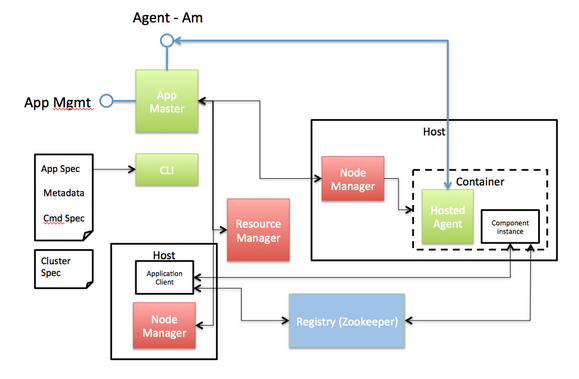 Agent - Am
App Mgmt
App
Master
Host
App Spec
Metadata
Cmd Spec
CLI
Node
Manager
Container
Hosted
Agent
Component
instance
Resource
Manager
Cluster
Spec
Host
Application
Client
Node
Manager
Registry (Zookeeper)